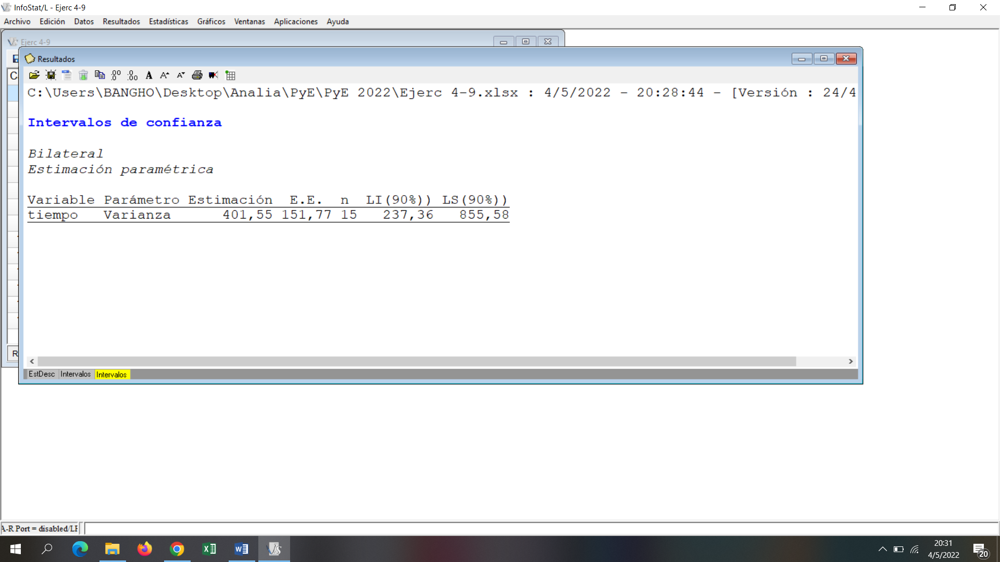 InfoStat/L - Ejerc 4-9
Archivo Edición Datos Resultados Estadísticas Gráficos Ventanas Aplicaciones Ayuda
Ejerc 4-9
Resultados
C:\Users\BANGHO\Desktop\Analia\PyE\PyE 2022\Ejerc 4-9.xlsx : 4/5/2022 - 20:28:44 - [Versión : 24/4
Intervalos de confianza
Bilateral
Estimación paramétrica
Variable Parámetro Estimación E.E. n LI(90%)) LS(90%))
tiempo Varianza 401,55 151,77 15 237,36 855,58
EstDesc Intervalos Intervalos
A-R Port = disabled/LF
20:31
4/5/2022
20